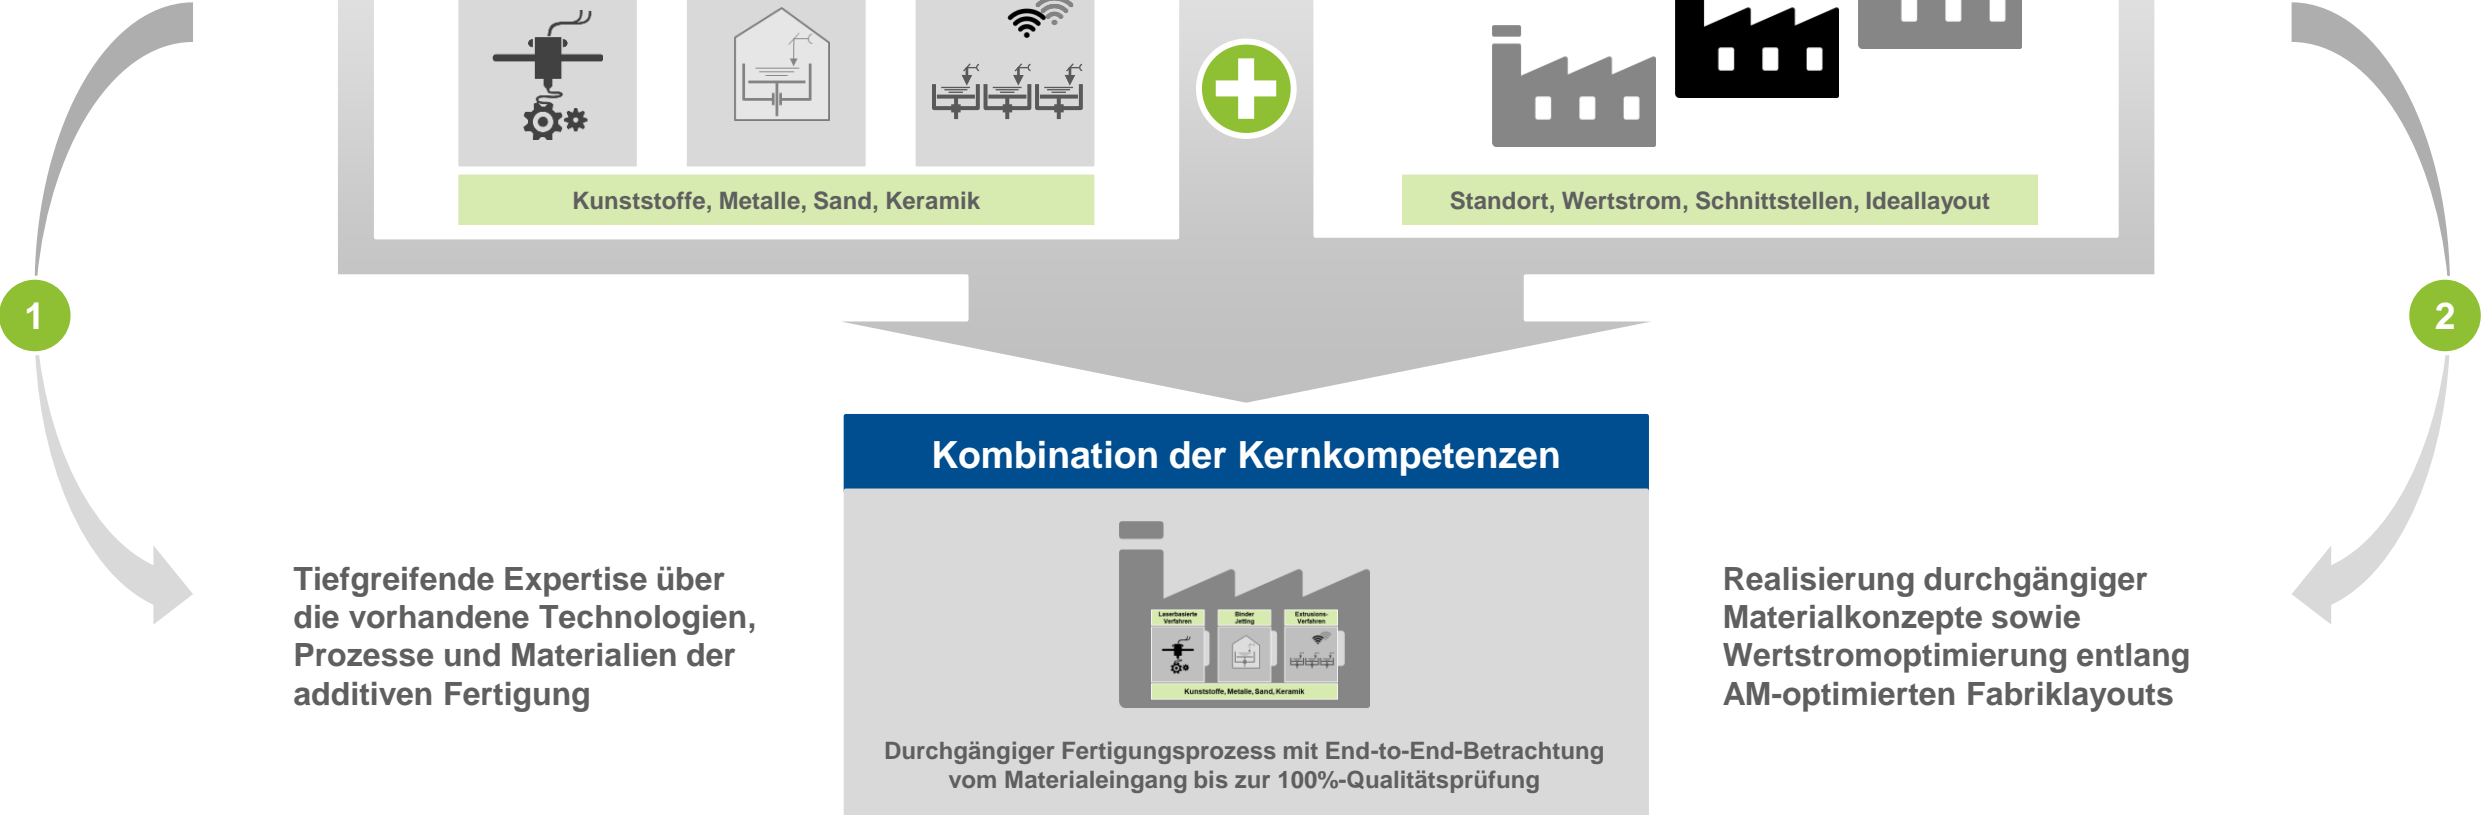 Kunststoffe, Metalle, Sand, Keramik
Standort, Wertstrom, Schnittstellen, Ideallayout
1
2
Kombination der Kernkompetenzen
Tiefgreifende Expertise über
die vorhandene Technologien,
Prozesse und Materialien der
additiven Fertigung
Laserbasierte
Verfahren
Binder
Jetting
Extrusions-
Verfahren
Kunststoffe, Metalle, Sand, Keramik
Durchgängiger Fertigungsprozess mit End-to-End-Betrachtung
vom Materialeingang bis zur 100%-Qualitätsprüfung
Realisierung durchgängiger
Materialkonzepte sowie
Wertstromoptimierung entlang
AM-optimierten Fabriklayouts